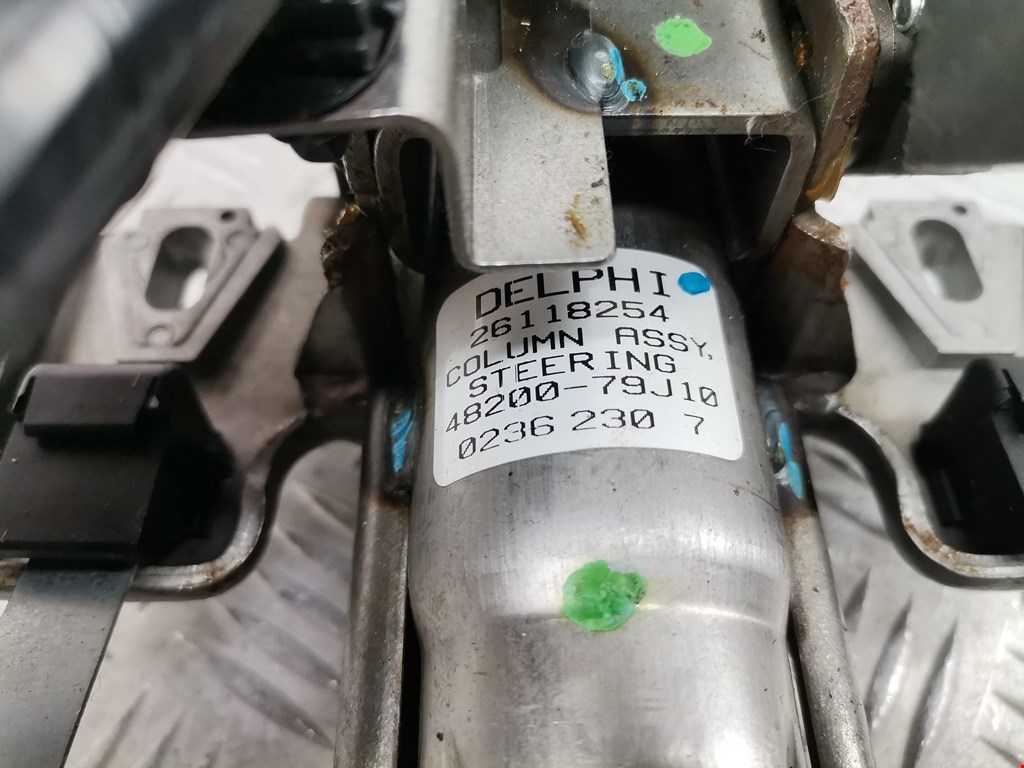 DELPHI
26118254
COLUMN ASSY,
STEERING
48200-79J10
0236 230 7